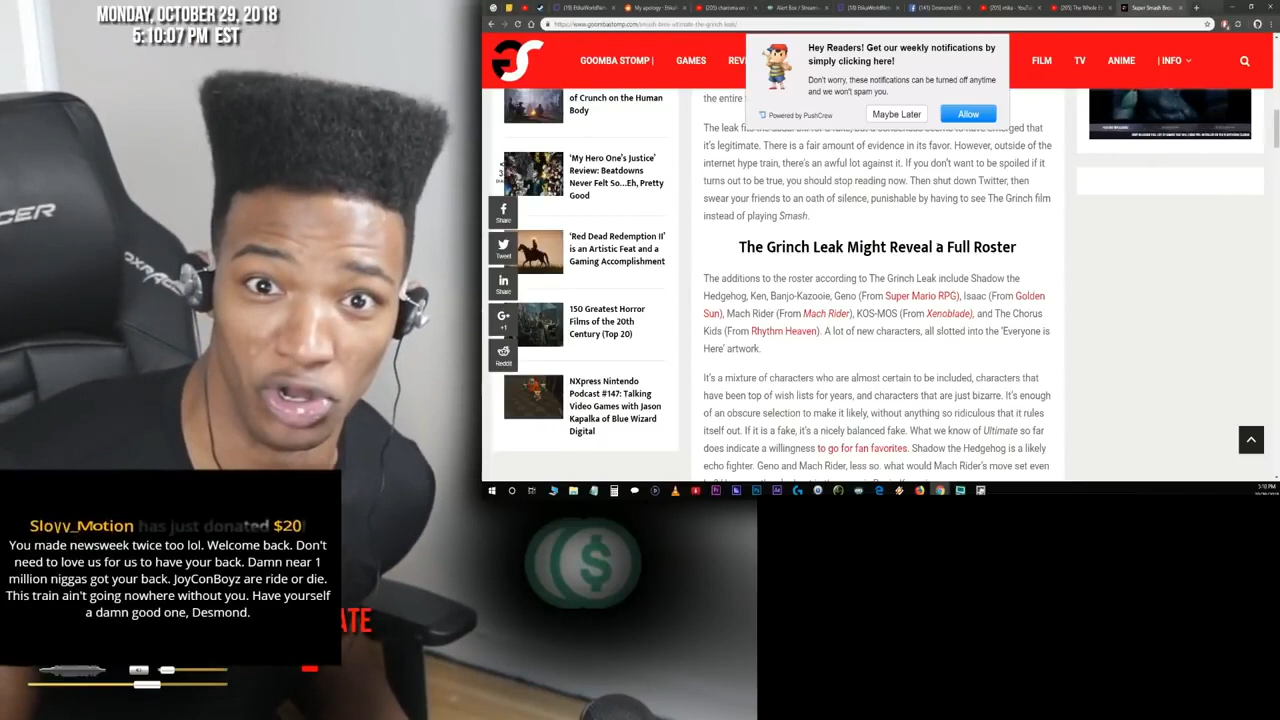 MONDAY, OCTOBER 29, 2018
5:10:07 PM EST
https://www.goombastomp.com/smash-bros-ultimate-the-grinch-leak/
GS
GOOMBA STOMP |
GAMES
FILM
TV
ANIME
| INFO
Hey Readers! Get our weekly notifications by
simply clicking here!
Don't worry, these notifications can be turned off anytime
and we won't spam you.
Powered by PushCrew
Maybe Later
Allow
of Crunch on the Human
Body
'My Hero One's Justice'
Review: Beatdowns
Never Felt So...Eh, Pretty
Good
'Red Dead Redemption II'
is an Artistic Feat and a
Gaming Accomplishment
150 Greatest Horror
Films of the 20th
Century (Top 20)
NXpress Nintendo
Podcast #147: Talking
Video Games with Jason
Kapalka of Blue Wizard
Digital
Share
Tweet
Share
+1
Reddit
it's legitimate. There is a fair amount of evidence in its favor. However, outside of the
internet hype train, there's an awful lot against it. If you don't want to be spoiled if it
turns out to be true, you should stop reading now. Then shut down Twitter, then
swear your friends to an oath of silence, punishable by having to see The Grinch film
instead of playing Smash.
The Grinch Leak Might Reveal a Full Roster
The additions to the roster according to The Grinch Leak include Shadow the
Hedgehog, Ken, Banjo-Kazooie, Geno (From Super Mario RPG), Isaac (From Golden
Sun), Mach Rider (From Mach Rider), KOS-MOS (From Xenoblade), and The Chorus
Kids (From Rhythm Heaven). A lot of new characters, all slotted into the 'Everyone is
Here' artwork.
It's a mixture of characters who are almost certain to be included, characters that
have been top of wish lists for years, and characters that are just bizarre. It's enough
of an obscure selection to make it likely, without anything so ridiculous that it rules
itself out. If it is a fake, it's a nicely balanced fake. What we know of Ultimate so far
does indicate a willingness to go for fan favorites. Shadow the Hedgehog is a likely
echo fighter. Geno and Mach Rider, less so. what would Mach Rider's move set even
Slovv_Motion has just donated $20!
You made newsweek twice too lol. Welcome back. Don't
need to love us for us to have your back. Damn near 1
million niggas got your back. JoyConBoyz are ride or die.
This train ain't going nowhere without you. Have yourself
a damn good one, Desmond.